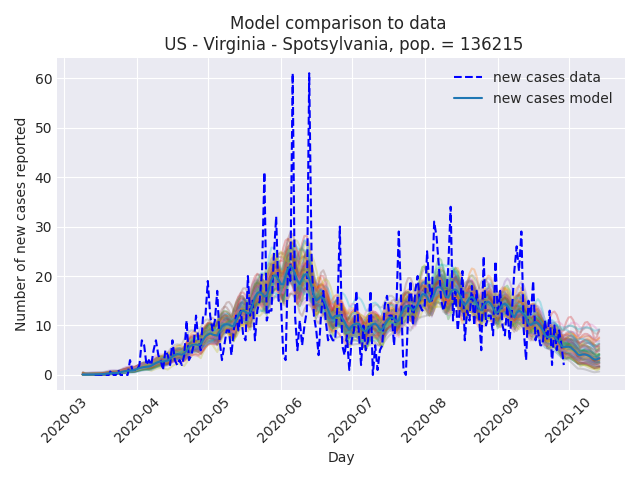 Model comparison to data
US - Virginia - Spotsylvania, pop. = 136215
new cases data
new cases model
Number of new cases reported
60
50
40
30
20
10
0
2020-03
2020-04
2020-05
2020-06
2020-07
2020-08
2020-09
2020-10
Day